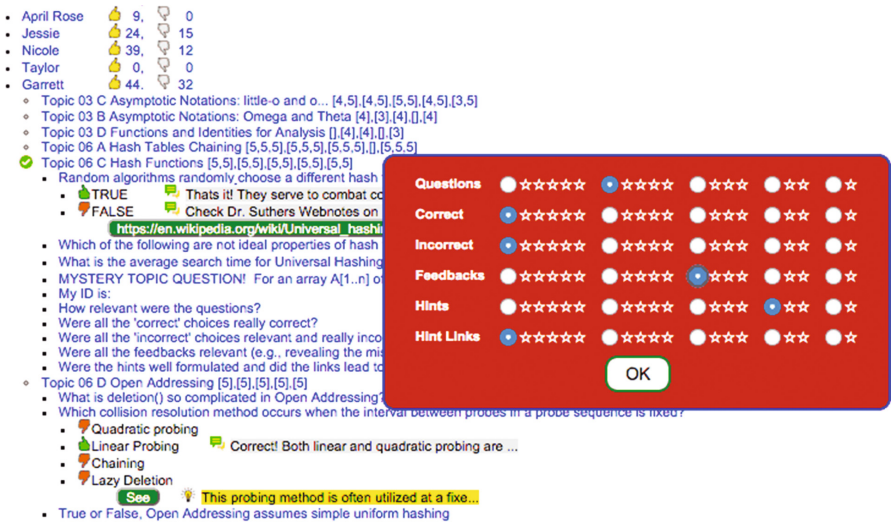 April Rose 9, 0
Jessie 24, 15
Nicole 39, 12
Taylor 0, 0
Garrett 44. 32
Topic 03 C Asymptotic Notations: little-o and o... [4,5],[4,5],[5,5],[4,5],[3,5]
Topic 03 B Asymptotic Notations: Omega and Theta [4],[3],[4],[],[4]
Topic 03 D Functions and Identities for Analysis [],[4],[4],[],[3]
Topic 06 A Hash Tables Chaining [5,5,5],[5,5,5],[5,5,5],[],[5,5,5]
Topic 06 C Hash Functions [5,5],[5,5],[5,5],[5,5],[5,5]
Random algorithms randomly choose a different hash
TRUE Thats it! They serve to combat co
FALSE Check Dr. Suthers Webnotes on
https://en.wikipedia.org/wiki/Universal_hashi
Which of the following are not ideal properties of hash
What is the average search time for Universal Hashing
MYSTERY TOPIC QUESTION! For an array A[1..n] of
My ID is:
How relevant were the questions?
Were all the 'correct' choices really correct?
Were all the 'incorrect' choices relevant and really inco
Were all the feedbacks relevant (e.g., revealing the mi
Were the hints well formulated and did the links lead to
Questions
Correct
Incorrect
Feedbacks
Hints
Hint Links
OK
Topic 06 D Open Addressing [5],[5],[5],[5],[5]
What is deletion() so complicated in Open Addressing?
Which collision resolution method occurs when the interval between probes in a probe sequence is fixed?
Quadratic probing
Linear Probing Correct! Both linear and quadratic probing are ...
Chaining
Lazy Deletion
See This probing method is often utilized at a fixe...
True or False, Open Addressing assumes simple uniform hashing